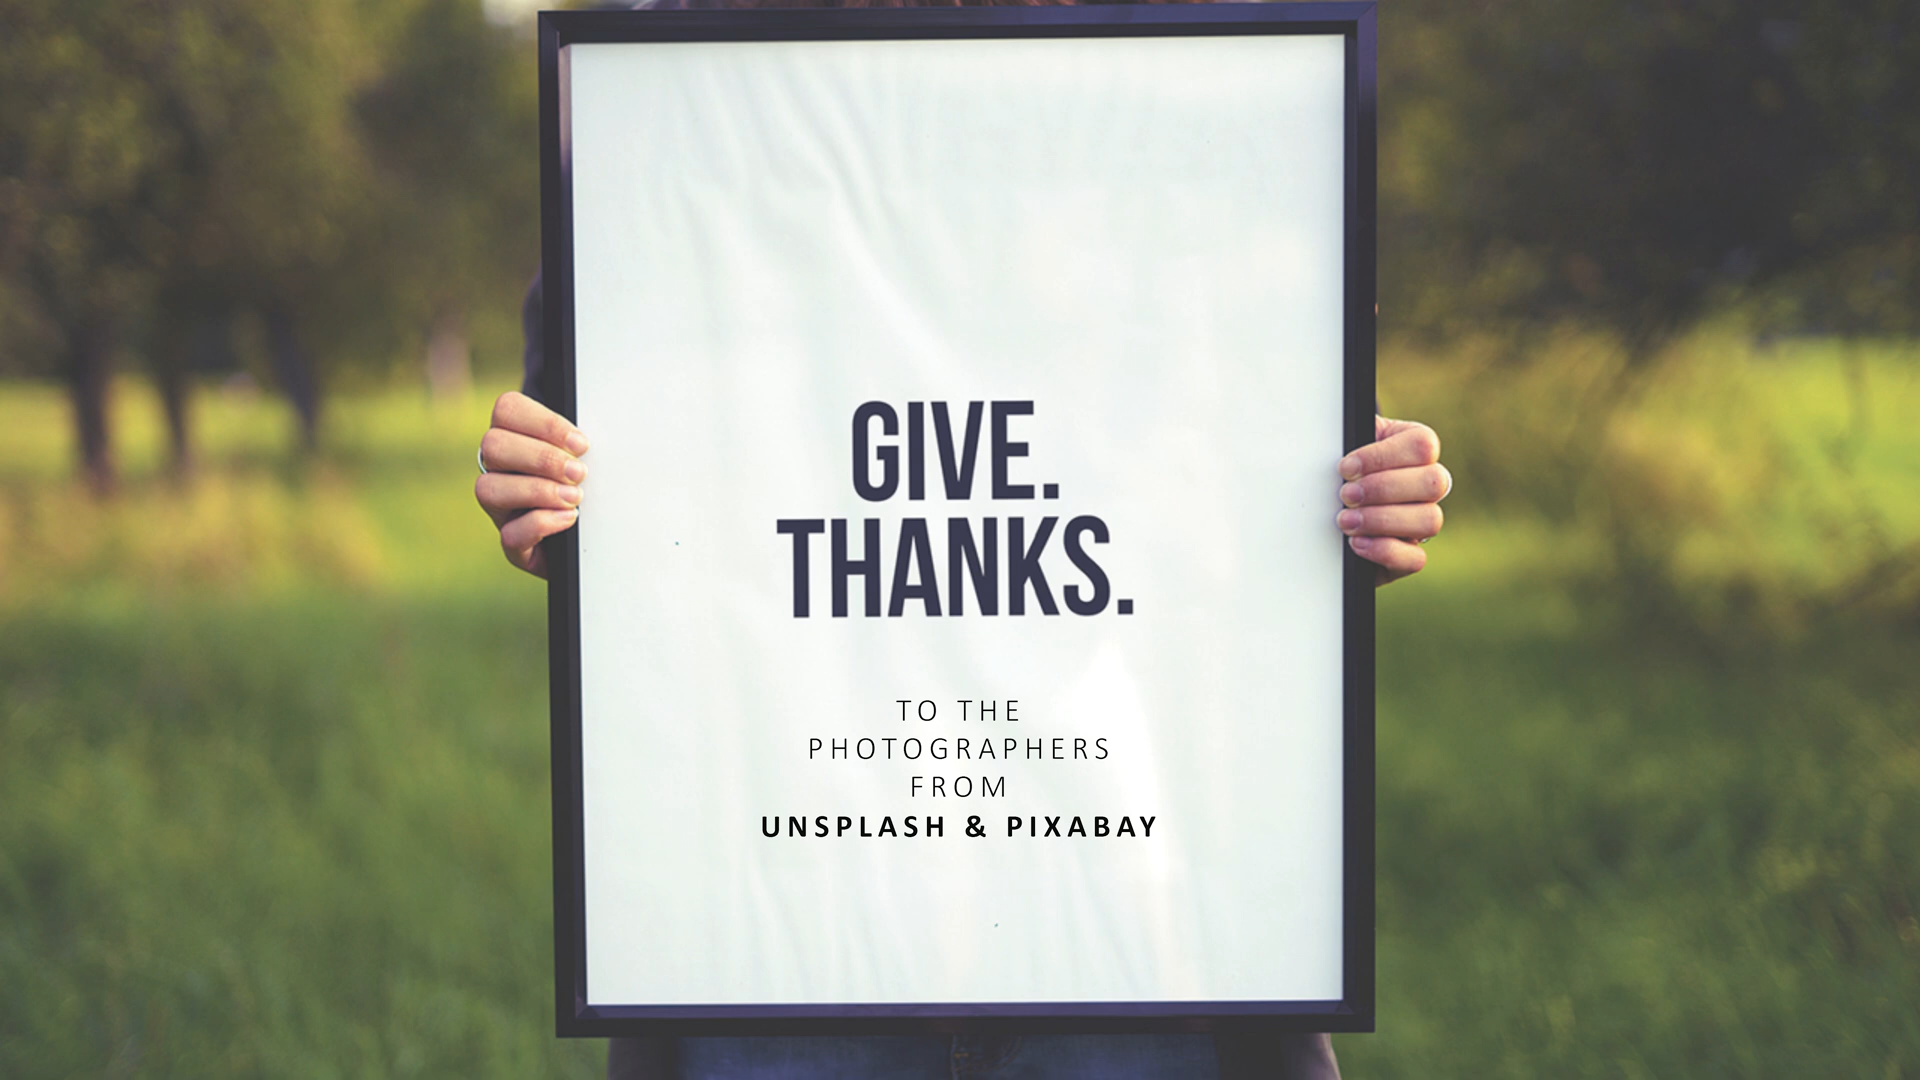 GIVE.
THANKS.
TO THE
PHOTOGRAPHERS
FROM
UNSPLASH & PIXABAY